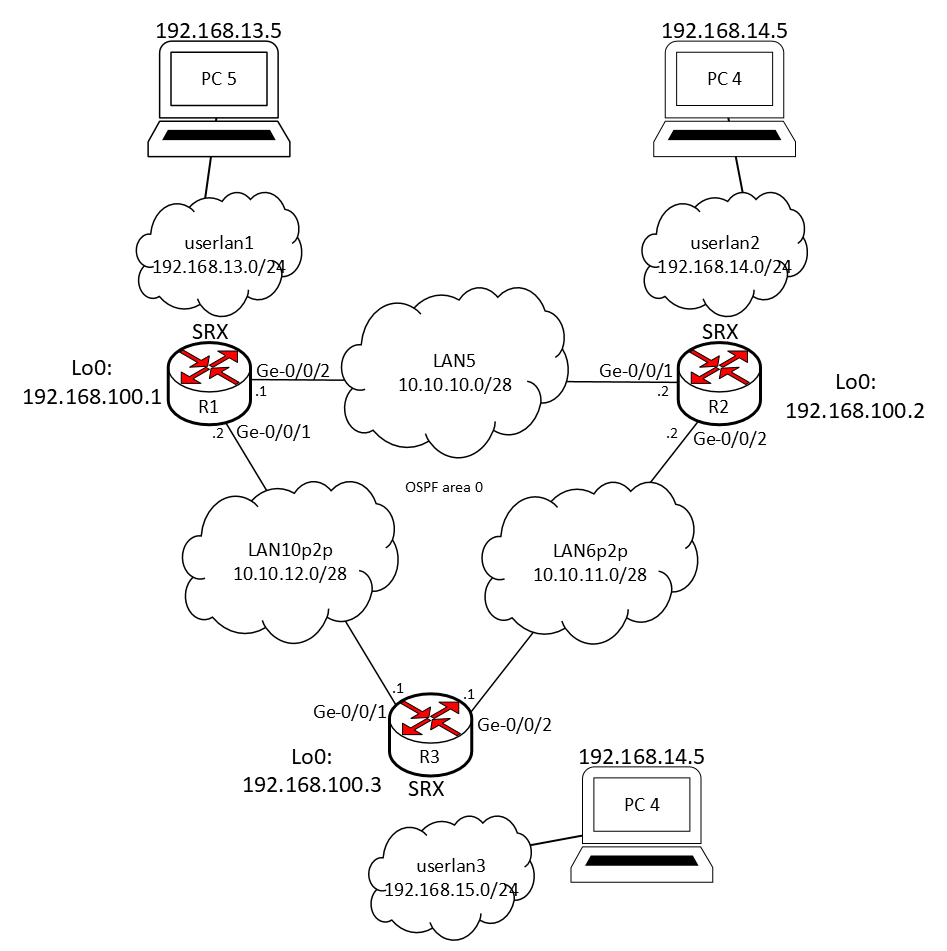 192.168.13.5
192.168.14.5
PC 5
PC 4
userlan1
192.168.13.0/24
userlan2
192.168.14.0/24
SRX
SRX
LAN5
10.10.10.0/28
Lo0:
192.168.100.1
Ge-0/0/2
.1
R1
Ge-0/0/1
.2
R2
Lo0:
192.168.100.2
.2
Ge-0/0/1
.2
Ge-0/0/2
OSPF area 0
LAN10p2p
10.10.12.0/28
LAN6p2p
10.10.11.0/28
.1
.1
Ge-0/0/1
Ge-0/0/2
R3
Lo0:
192.168.100.3
SRX
192.168.14.5
PC 4
userlan3
192.168.15.0/24